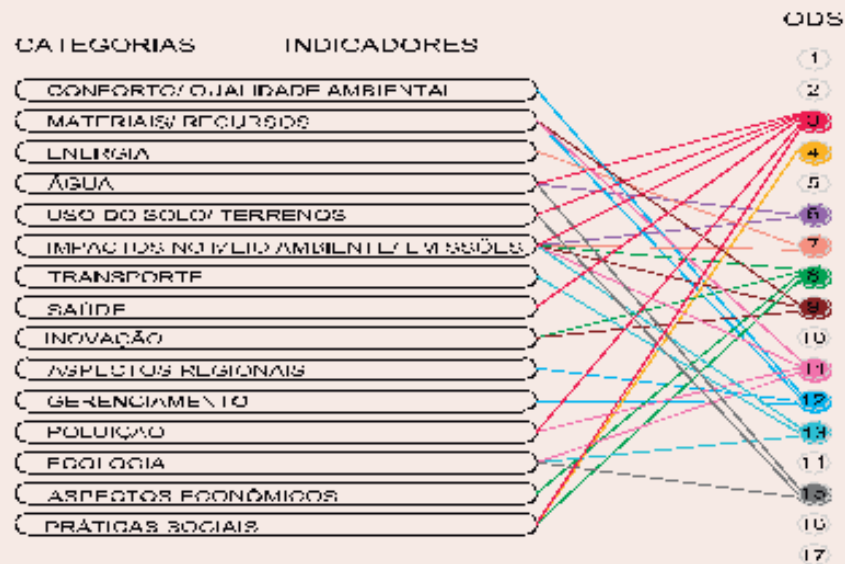 ODS
CATEGORIAS INDICADORES
1
CONFORTO/ QUALIDADE AMBIENTAL
2
MATERIAIS/ RECURSOS
3
ENERGIA
4
ÁGUA
5
USO DO SOLO/ TERRENOS
6
IMPACTOS NO MEIO AMBIENTE/ EMISSÕES
7
TRANSPORTE
8
SAÚDE
9
INOVAÇÃO
10
ASPECTOS REGIONAIS
11
GERENCIAMENTO
12
POLUIÇÃO
13
ECOLOGIA
14
ASPECTOS ECONÔMICOS
15
PRÁTICAS SOCIAIS
16
17